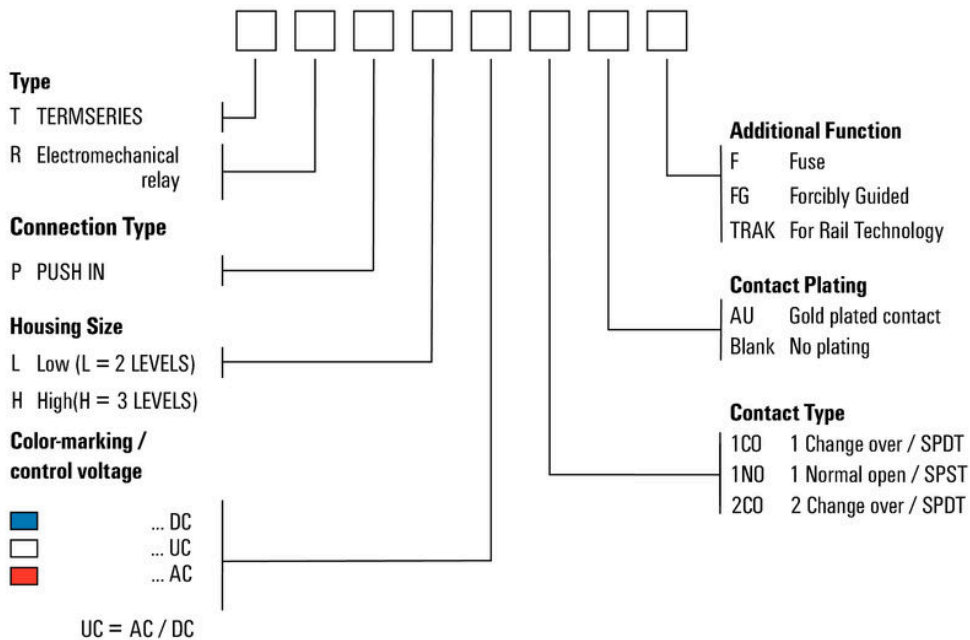 Type
T TERMSERIES
R Electromechanical
relay
Connection Type
P PUSH IN
Housing Size
L Low (L = 2 LEVELS)
H High(H = 3 LEVELS)
Color-marking /
control voltage
... DC
... UC
... AC
UC = AC / DC
Additional Function
F Fuse
FG Forcibly Guided
TRAK For Rail Technology
Contact Plating
AU Gold plated contact
Blank No plating
Contact Type
1CO 1 Change over / SPDT
1NO 1 Normal open / SPST
2CO 2 Change over / SPDT